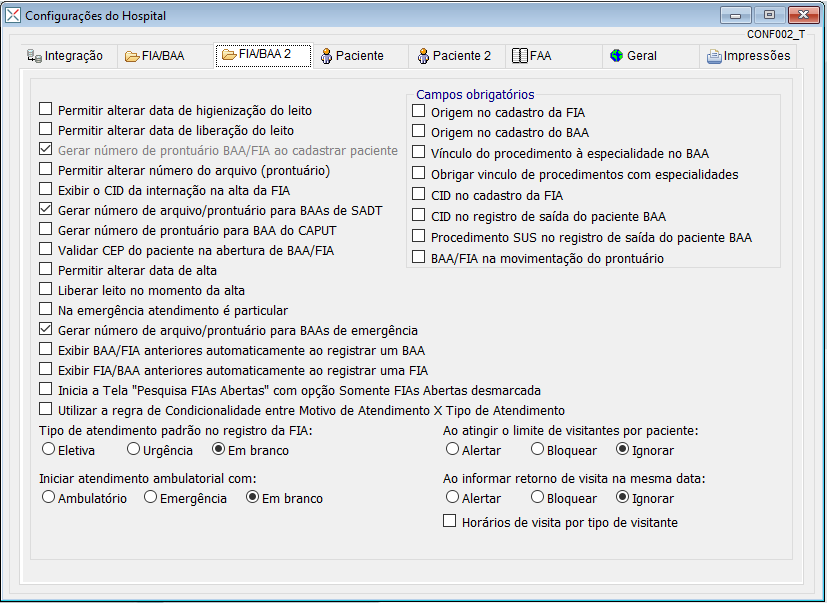 Configurações do Hospital
CONF002_T
Integração FIA/BAA FIA/BAA 2 Paciente Paciente 2 FAA Geral Impressões
Permitir alterar data de higienização do leito
Permitir alterar data de liberação do leito
Gerar número de prontuário BAA/FIA ao cadastrar paciente
Permitir alterar número do arquivo (prontuário)
Exibir o CID da internação na alta da FIA
Gerar número de arquivo/prontuário para BAAs de SADT
Gerar número de prontuário para BAA do CAPUT
Validar CEP do paciente na abertura de BAA/FIA
Permitir alterar data de alta
Liberar leito no momento da alta
Na emergência atendimento é particular
Gerar número de arquivo/prontuário para BAAs de emergência
Exibir BAA/FIA anteriores automaticamente ao registrar um BAA
Exibir FIA/BAA anteriores automaticamente ao registrar uma FIA
Inicia a Tela "Pesquisa FIAs Abertas" com opção Somente FIAs Abertas desmarcada
Utilizar a regra de Condicionalidade entre Motivo de Atendimento X Tipo de Atendimento
Campos obrigatórios
Origem no cadastro da FIA
Origem no cadastro do BAA
Vínculo do procedimento à especialidade no BAA
Obrigar vinculo de procedimentos com especialidades
CID no cadastro da FIA
CID no registro de saída do paciente BAA
Procedimento SUS no registro de saída do paciente BAA
BAA/FIA na movimentação do prontuário
Tipo de atendimento padrão no registro da FIA:
Eletiva Urgência Em branco
Iniciar atendimento ambulatorial com:
Ambulatório Emergência Em branco
Ao atingir o limite de visitantes por paciente:
Alertar Bloquear Ignorar
Ao informar retorno de visita na mesma data:
Alertar Bloquear Ignorar
Horários de visita por tipo de visitante